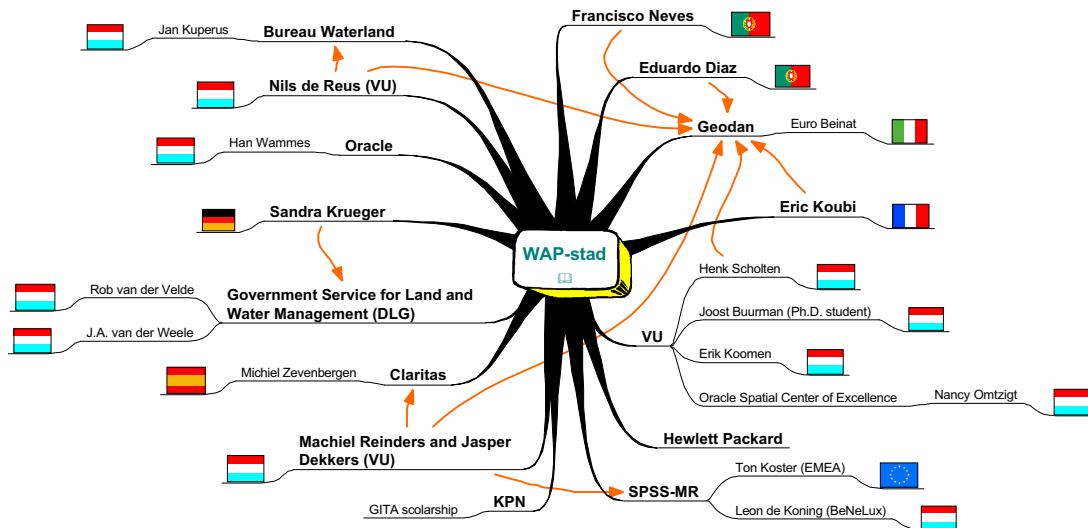 Francisco Neves
Jan Kuperus
Bureau Waterland
Eduardo Diaz
Nils de Reus (VU)
Geodan
Euro Beinat
Han Wammes
Oracle
Sandra Krueger
Eric Koubi
WAP-stad
Henk Scholten
Rob van der Velde
Government Service for Land and
Water Management (DLG)
J.A. van der Weele
Joost Buurman (Ph.D. student)
VU
Erik Koomen
Michiel Zevenbergen
Claritas
Oracle Spatial Center of Excellence
Nancy Omtzigt
Machiel Reinders and Jasper
Dekkers (VU)
Hewlett Packard
Ton Koster (EMEA)
SPSS-MR
GITA scolarship
KPN
Leon de Koning (BeNeLux)